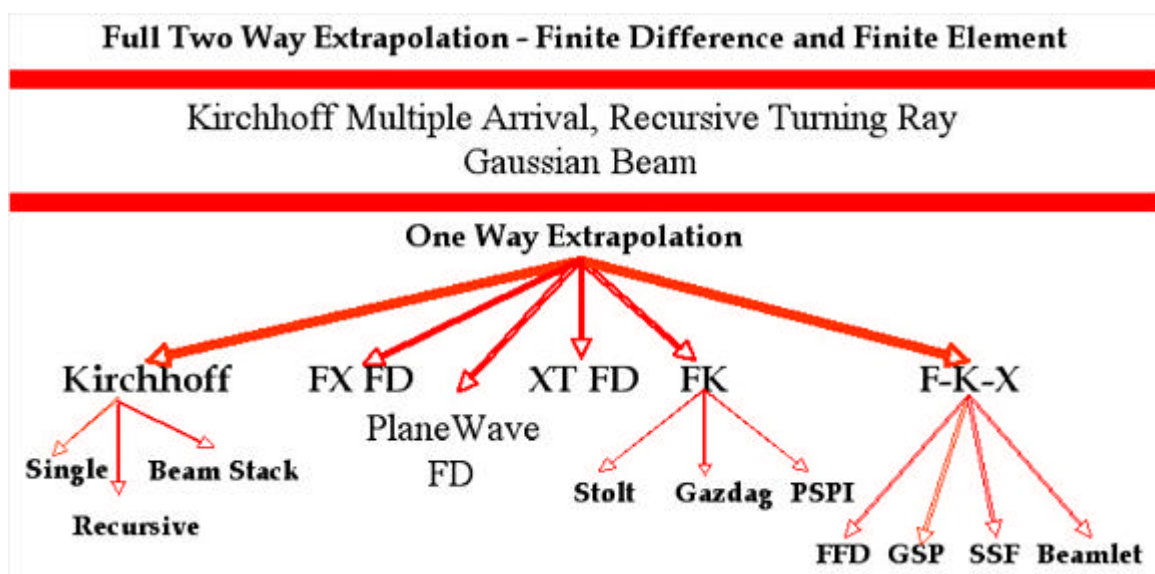 Full Two Way Extrapolation - Finite Difference and Finite Element
Kirchhoff Multiple Arrival, Recursive Turning Ray
Gaussian Beam
One Way Extrapolation
Kirchhoff FX FD XT FD FK F-K-X
PlaneWave
FD
Single Beam Stack
Recursive
Stolt Gazdag PSPI
FFD GSP SSF Beamlet